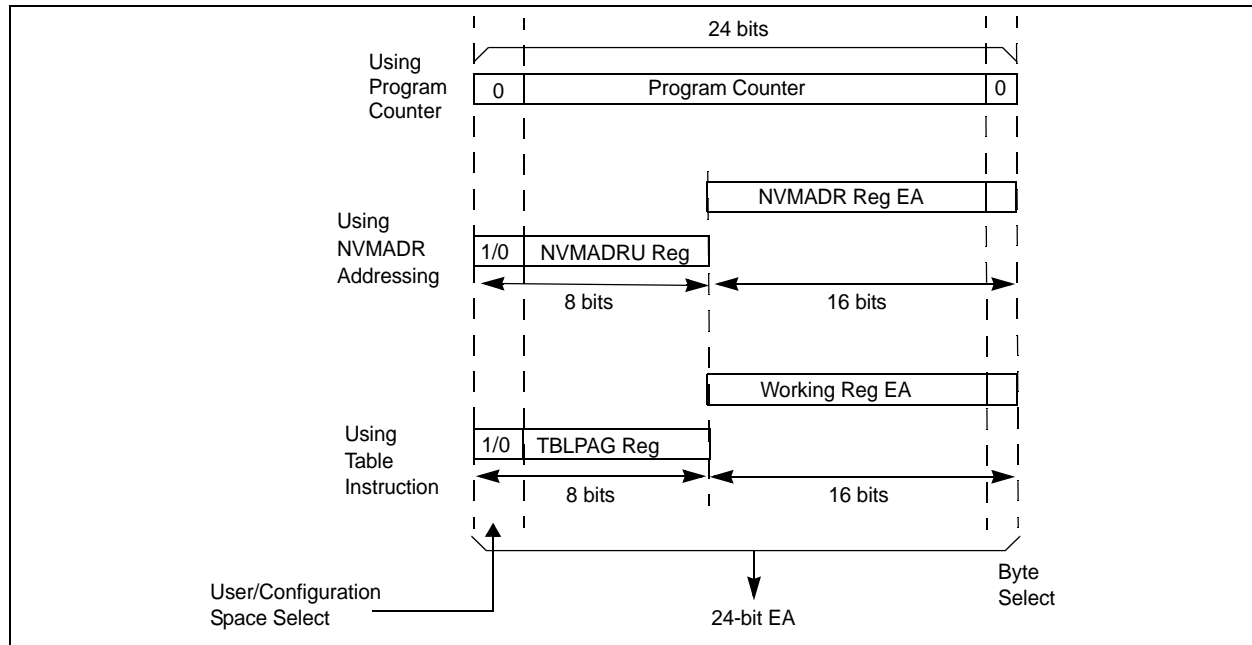 24 bits
Using
Program
Counter
0
Program Counter
0
NVMADR Reg EA
Using
NVMADR
Addressing
1/0
NVMADRU Reg
8 bits
16 bits
Working Reg EA
Using
Table
Instruction
1/0
TBLPAG Reg
8 bits
16 bits
User/Configuration
Space Select
24-bit EA
Byte
Select